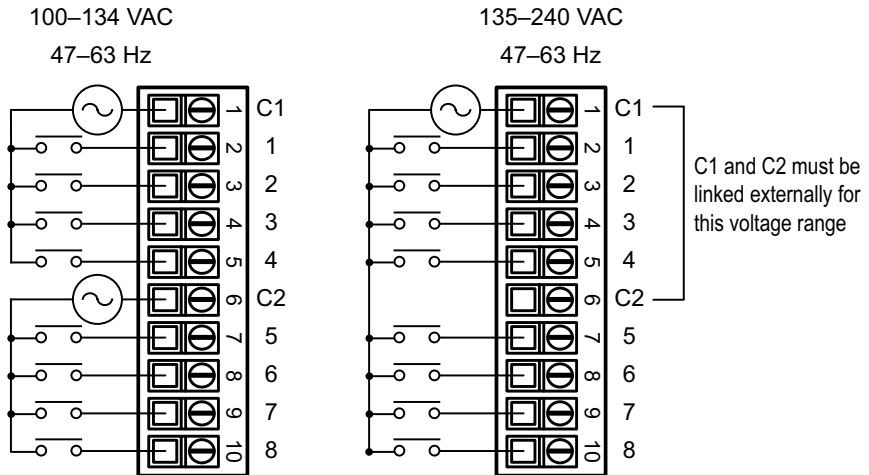 100–134 VAC
47–63 Hz
1 C1
2 1
3 2
4 3
5 4
6 C2
7 5
8 6
9 7
10 8
135–240 VAC
47–63 Hz
1 C1
2 1
3 2
4 3
5 4
6 C2
7 5
8 6
9 7
10 8
C1 and C2 must be
linked externally for
this voltage range